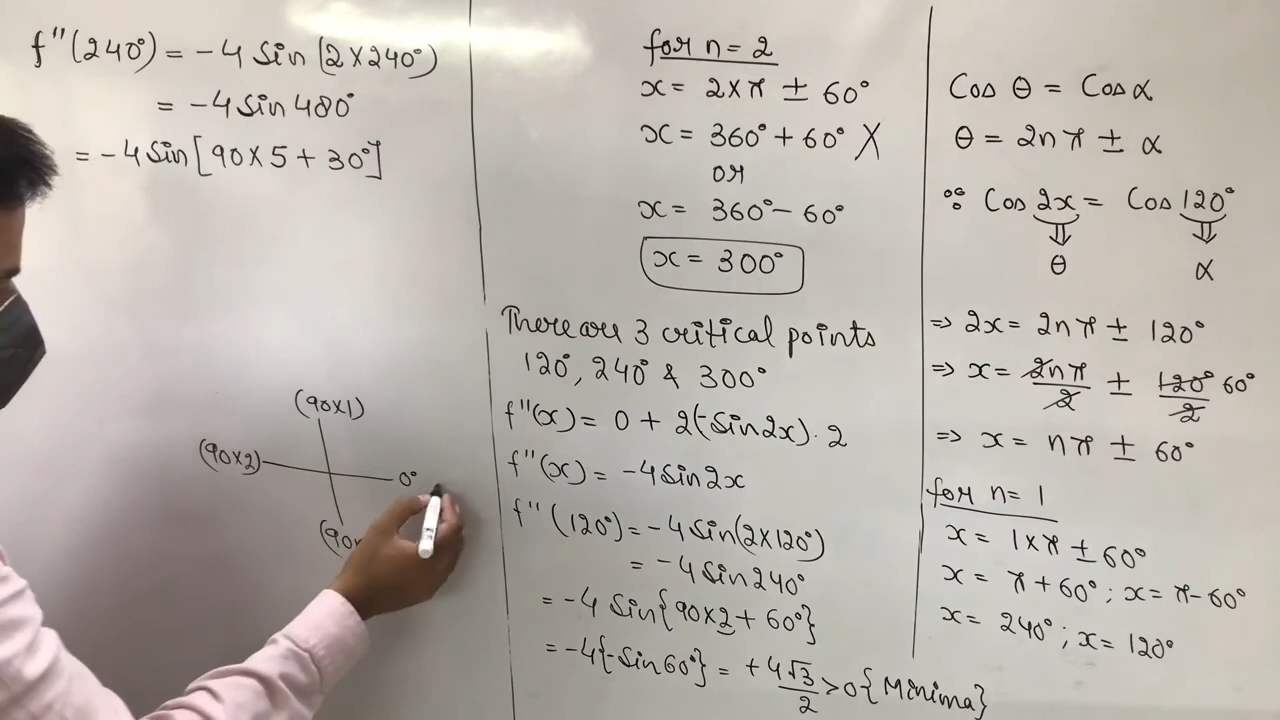 f"(240°) = -4 Sin (2×240°)
= -4 Sin 480°
= -4 Sin [90×5 + 30°]
(90×1)
(90×2)
0°
for n = 2
x = 2×π ± 60°
x = 360° + 60° X
or
x = 360° - 60°
x = 300°
There are 3 critical points
120°, 240° & 300°
f"(x) = 0 + 2(-Sin2x).2
f"(x) = -4 Sin2x
f"(120°) = -4 Sin(2×120°)
= -4 Sin 240°
= -4 Sin{90×2 + 60°}
= -4{-Sin60°} = +4√3/2 > 0 {Minima}
Cos θ = Cos α
θ = 2nπ ± α
∵ Cos 2x = Cos 120°
⇓ ⇓
θ α
⇒ 2x = 2nπ ± 120°
⇒ x = 2nπ/2 ± 120°/2 60°
⇒ x = nπ ± 60°
for n = 1
x = 1×π ± 60°
x = π + 60° ; x = π - 60°
x = 240° ; x = 120°